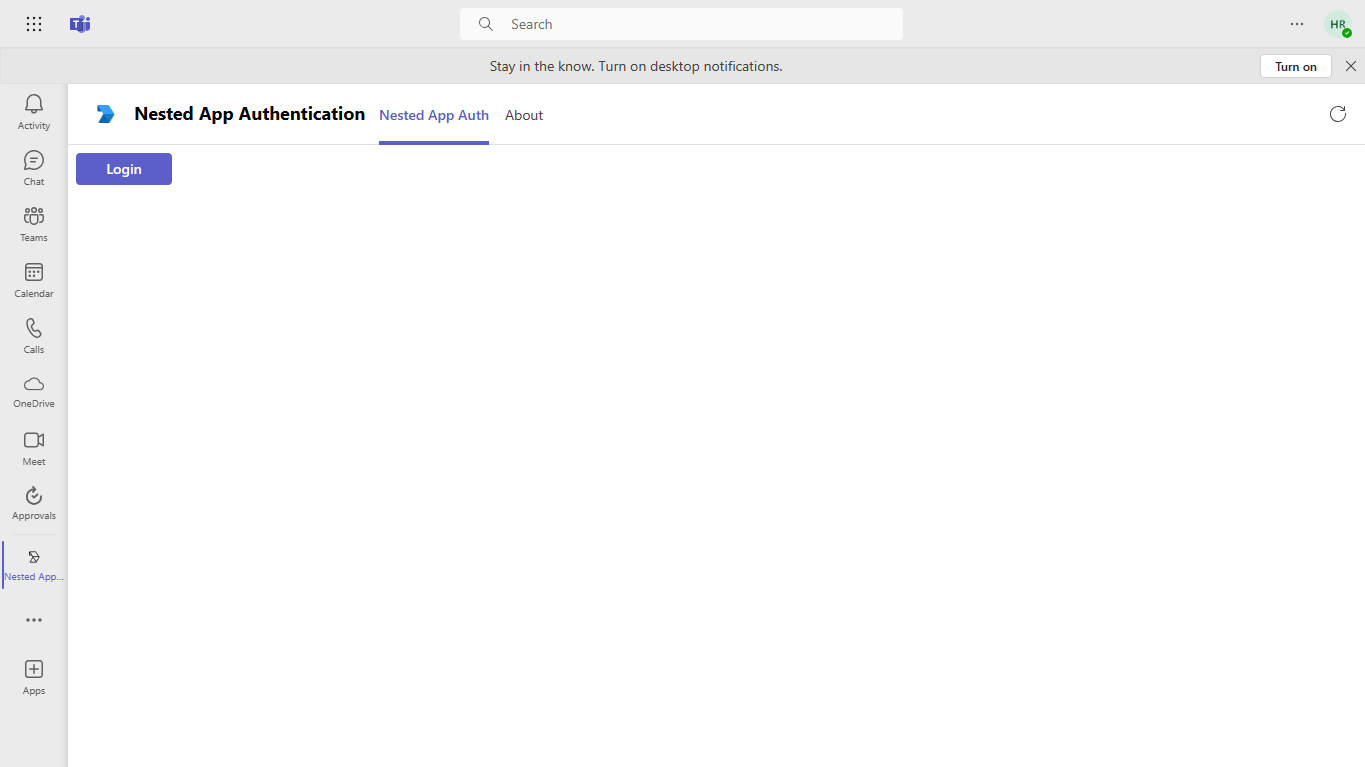 Search
HR
Stay in the know. Turn on desktop notifications.
Turn on
Activity
Chat
Teams
Calendar
Calls
OneDrive
Meet
Approvals
Nested App...
Apps
Nested App Authentication
Nested App Auth
About
Login